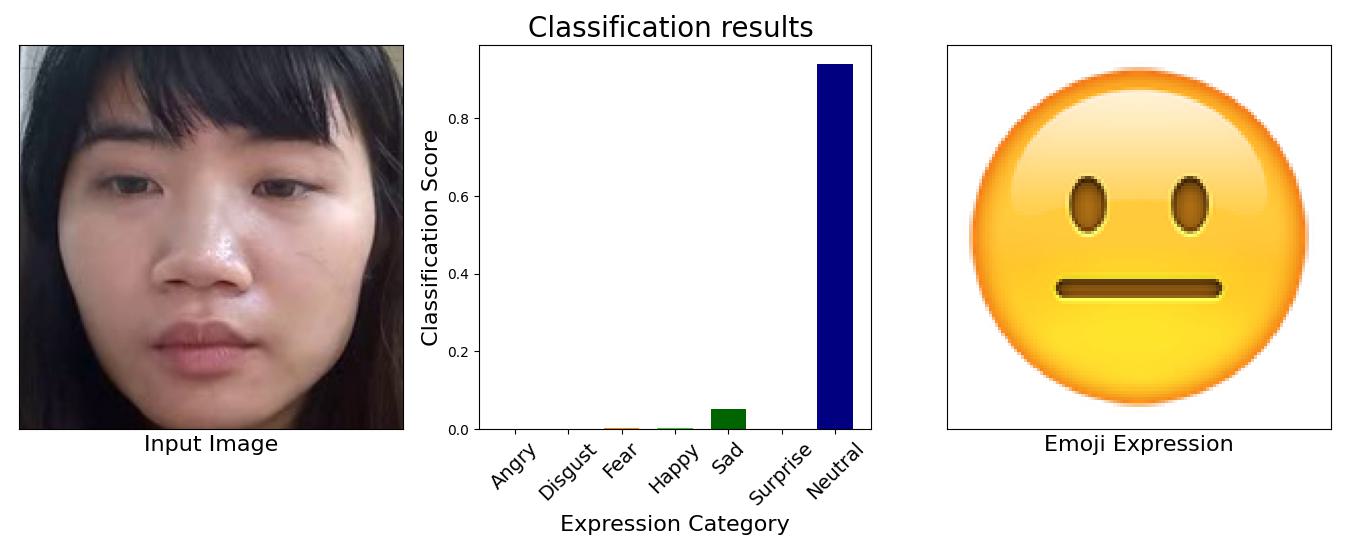 Classification results
Classification Score
0.8
0.6
0.4
0.2
0.0
Angry
Disgust
Fear
Happy
Sad
Surprise
Neutral
Expression Category
Input Image
Emoji Expression